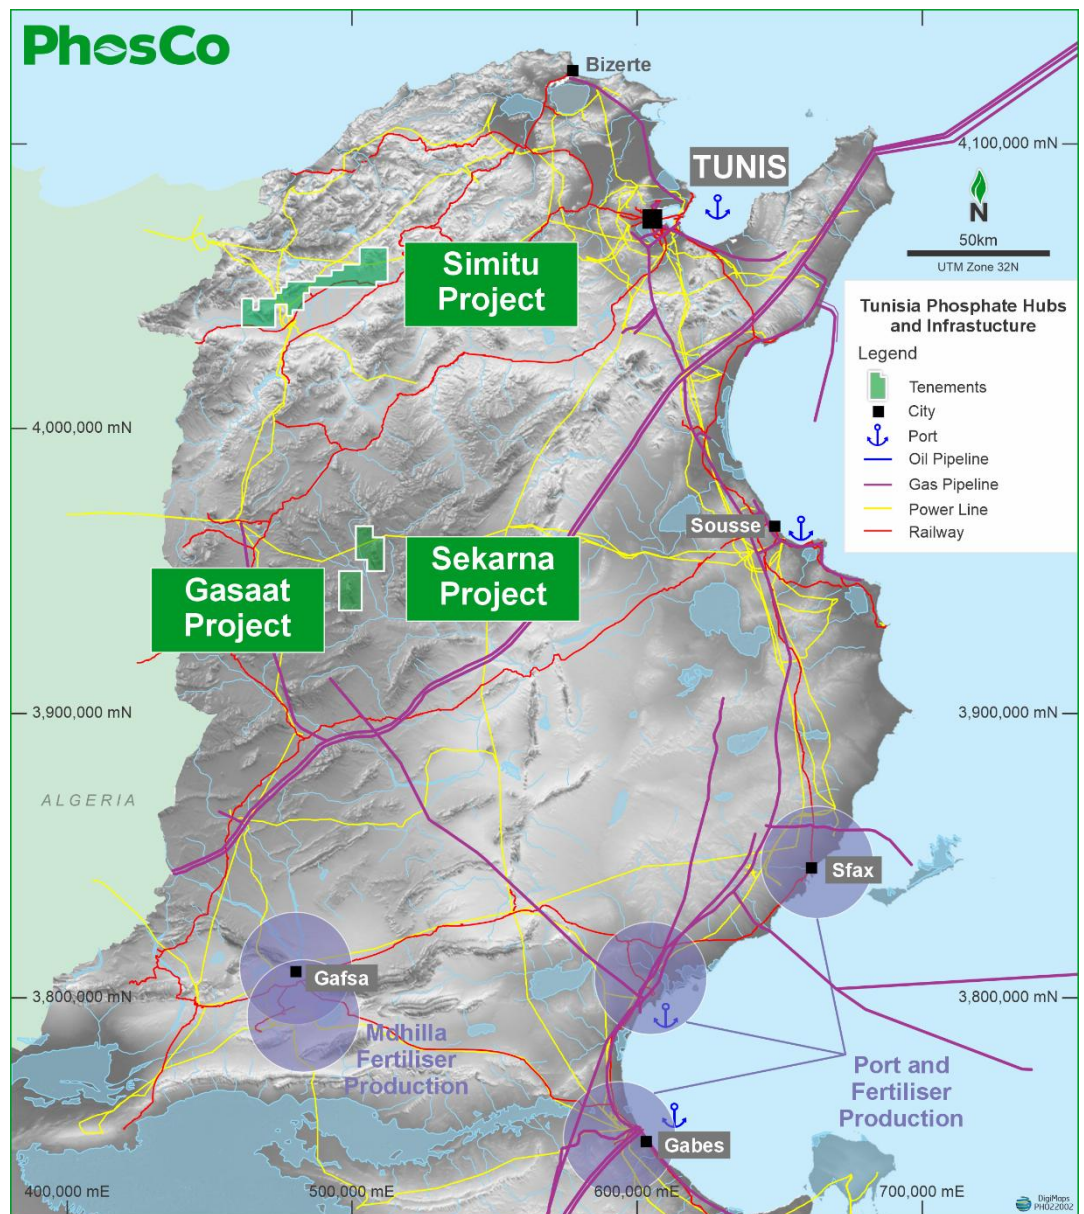 PhosCo
Bizerte
4,100,000 mN
TUNIS
N
50km
UTM Zone 32N
Simitu
Project
Tunisia Phosphate Hubs
and Infrastucture
Legend
Tenements
City
Port
Oil Pipeline
Gas Pipeline
Power Line
Railway
4,000,000 mN
Sousse
Sekarna
Project
Gasaat
Project
3,900,000 mN
3,900,000 mN
ALGERIA
Sfax
Gafsa
3,800,000 mN
3,800,000 mN
Mdhilla
Fertiliser
Production
Port and
Fertiliser
Production
Gabes
400,000 mE
500,000 mE
600,000 mE
700,000 mE
DigiMaps
PH022002